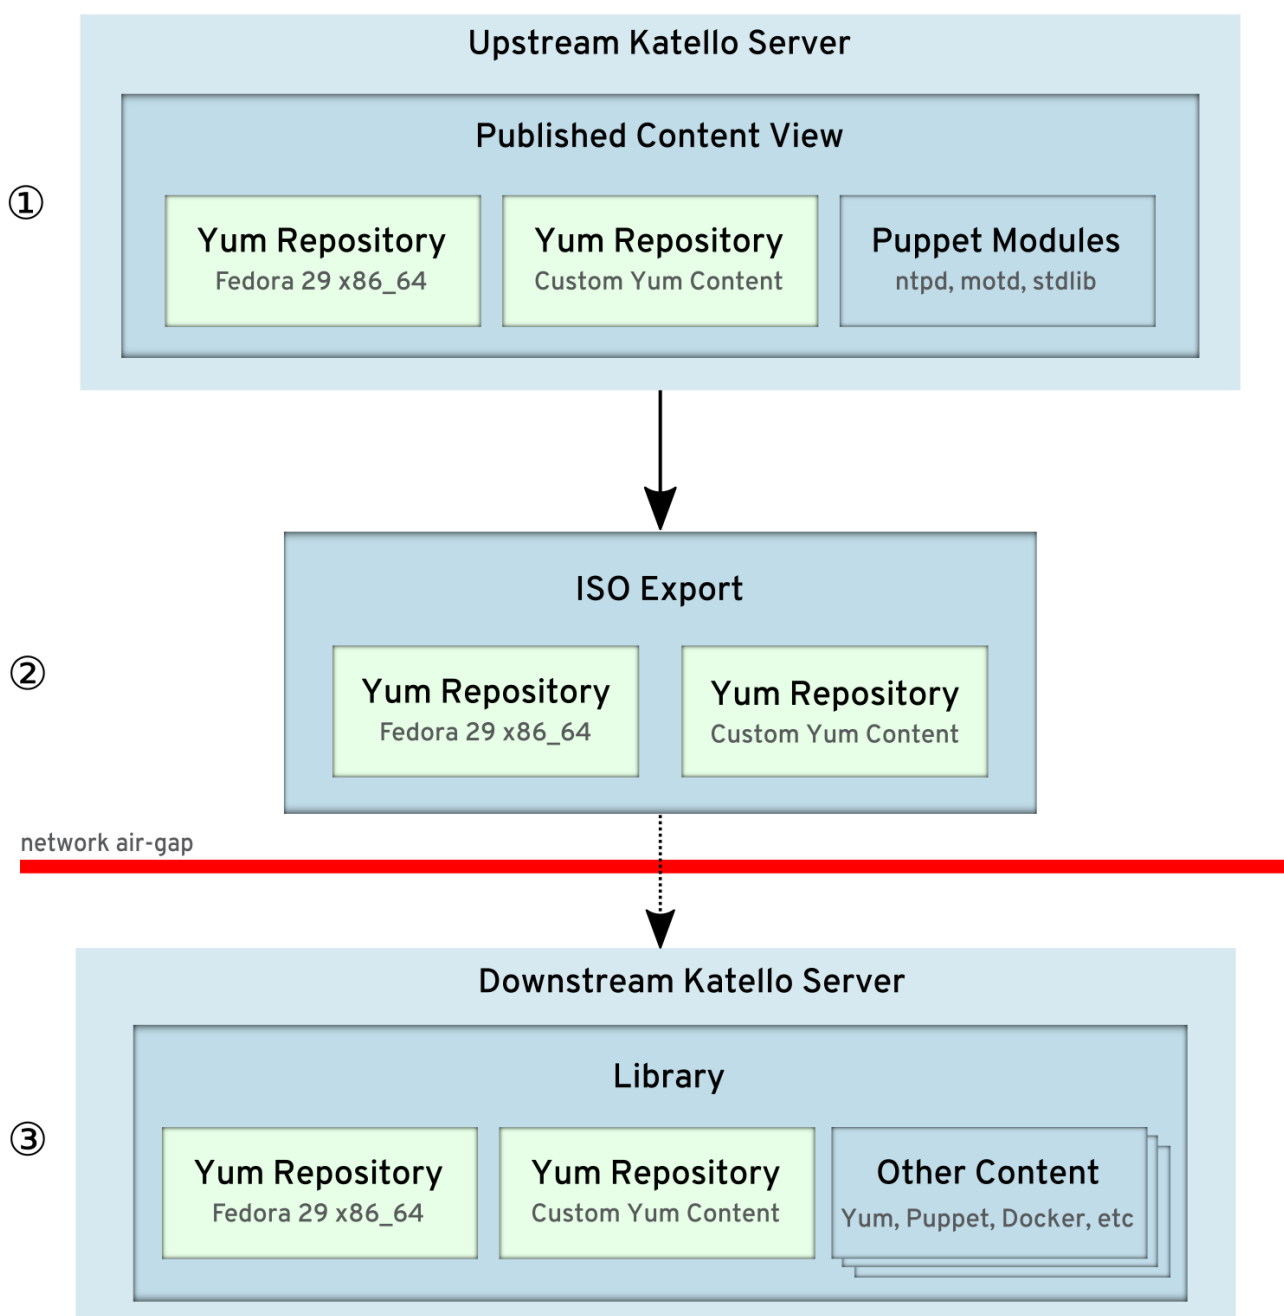 Upstream Katello Server
Published Content View
①
Yum Repository
Fedora 29 x86_64
Yum Repository
Custom Yum Content
Puppet Modules
ntpd, motd, stdlib
ISO Export
②
Yum Repository
Fedora 29 x86_64
Yum Repository
Custom Yum Content
network air-gap
Downstream Katello Server
Library
③
Yum Repository
Fedora 29 x86_64
Yum Repository
Custom Yum Content
Other Content
Yum, Puppet, Docker, etc